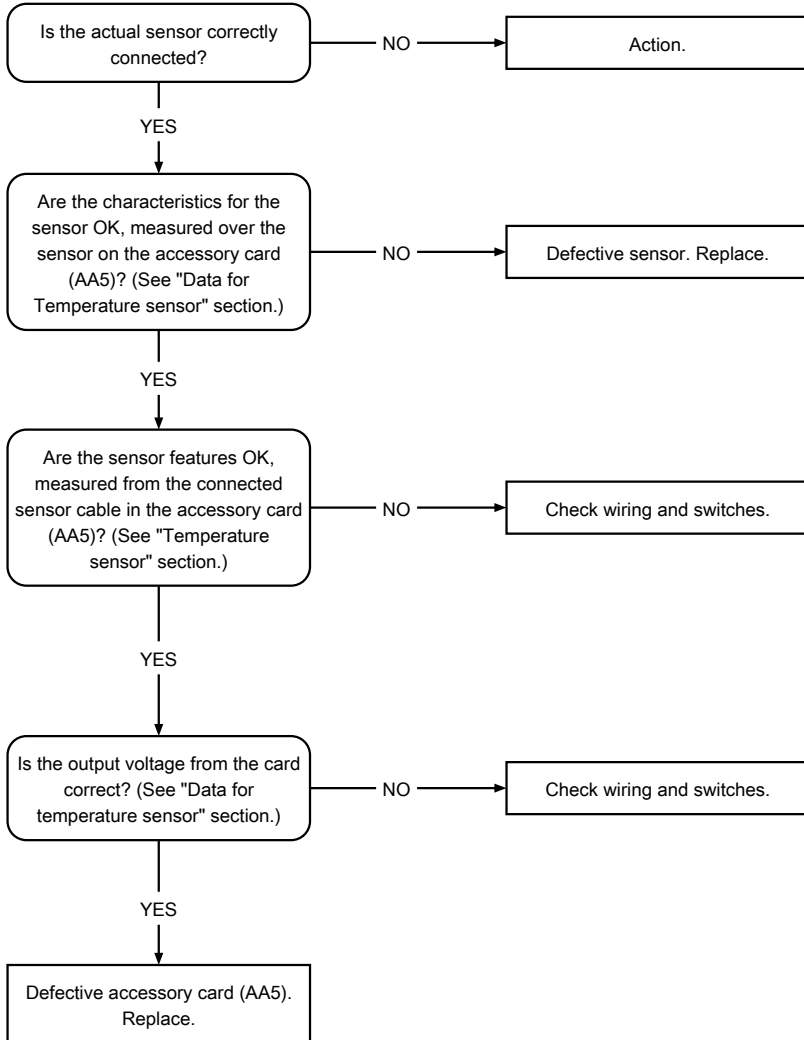 Is the actual sensor correctly
connected?
NO
Action.
YES
Are the characteristics for the
sensor OK, measured over the
sensor on the accessory card
(AA5)? (See "Data for
Temperature sensor" section.)
NO
Defective sensor. Replace.
YES
Are the sensor features OK,
measured from the connected
sensor cable in the accessory card
(AA5)? (See "Temperature
sensor" section.)
NO
Check wiring and switches.
YES
Is the output voltage from the card
correct? (See "Data for
temperature sensor" section.)
NO
Check wiring and switches.
YES
Defective accessory card (AA5).
Replace.